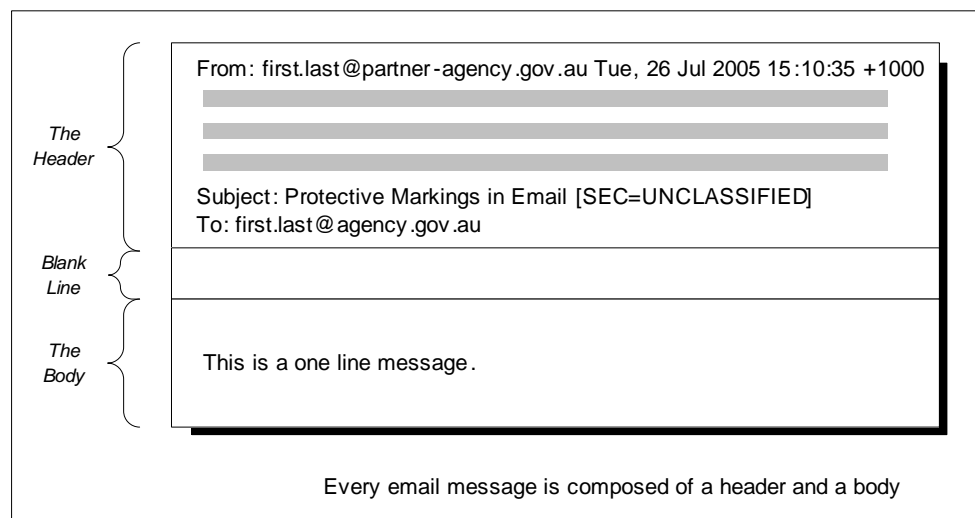 From: first.last@partner-agency.gov.au Tue, 26 Jul 2005 15:10:35 +1000
The
Header
Subject: Protective Markings in Email [SEC=UNCLASSIFIED]
To: first.last@agency.gov.au
Blank
Line
The
Body
This is a one line message.
Every email message is composed of a header and a body